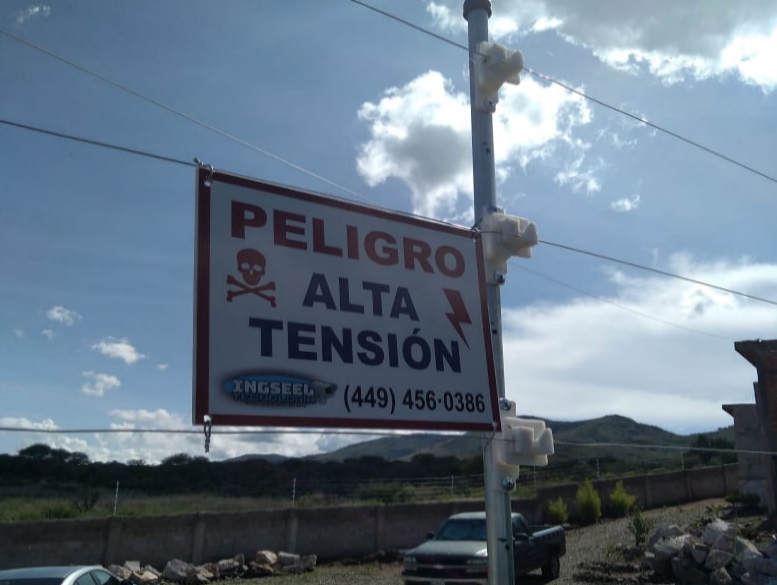 PELIGRO
ALTA
TENSIÓN
INGSEEL
(449) 456-0386